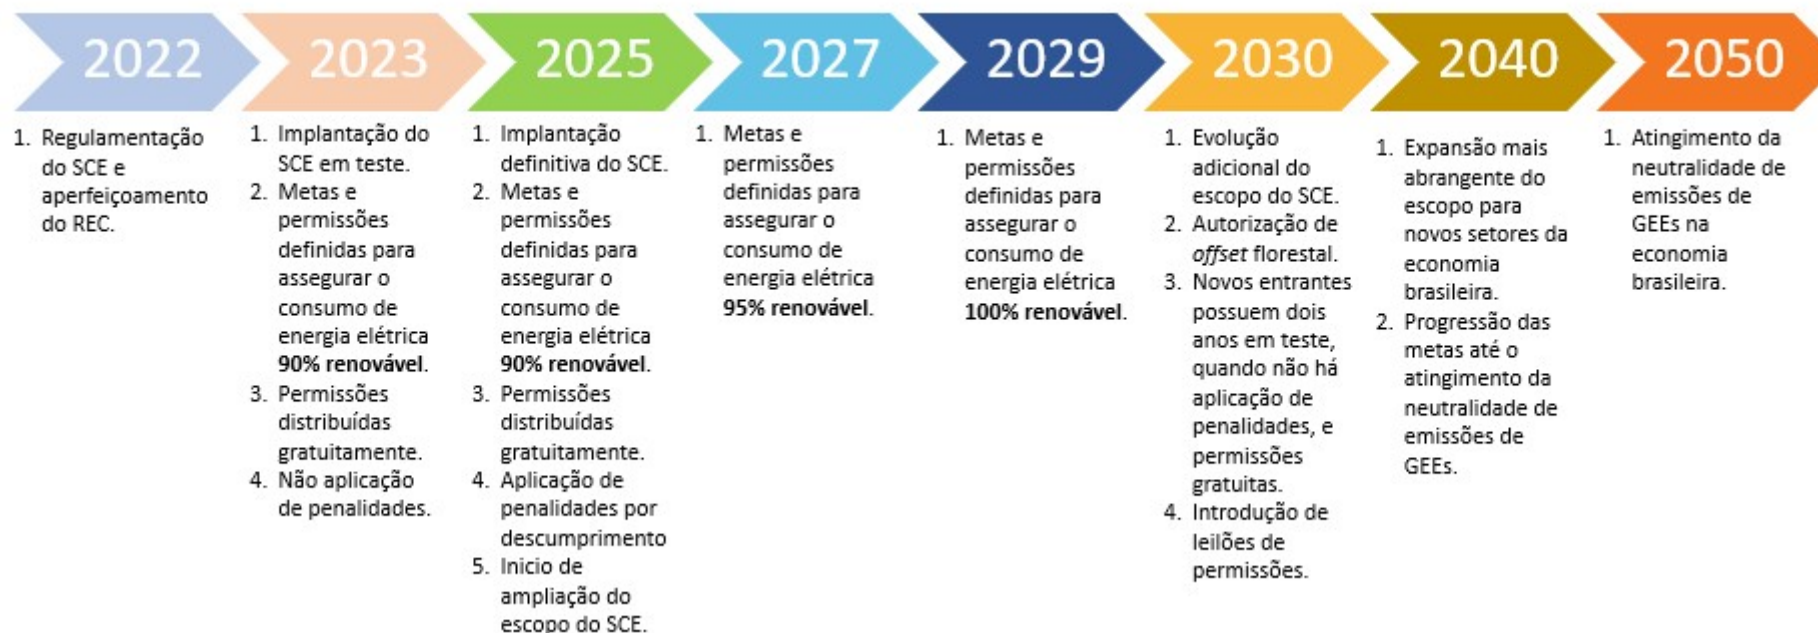 2022
1. Regulamentação
do SCE e
aperfeiçoamento
do REC.
2023
1. Implantação do
SCE em teste.
2. Metas e
permissões
definidas para
assegurar o
consumo de
energia elétrica
90% renovável.
3. Permissões
distribuídas
gratuitamente.
4. Não aplicação
de penalidades.
2025
1. Implantação
definitiva do SCE.
2. Metas e
permissões
definidas para
assegurar o
consumo de
energia elétrica
90% renovável.
3. Permissões
distribuídas
gratuitamente.
4. Aplicação de
penalidades por
descumprimento
5. Inicio de
ampliação do
escopo do SCE.
2027
1. Metas e
permissões
definidas para
assegurar o
consumo de
energia elétrica
95% renovável.
2029
1. Metas e
permissões
definidas para
assegurar o
consumo de
energia elétrica
100% renovável.
2030
1. Evolução
adicional do
escopo do SCE.
2. Autorização de
offset florestal.
3. Novos entrantes
possuem dois
anos em teste,
quando não há
aplicação de
penalidades, e
permissões
gratuitas.
4. Introdução de
leilões de
permissões.
2040
1. Expansão mais
abrangente do
escopo para
novos setores da
economia
brasileira.
2. Progressão das
metas até o
atingimento da
neutralidade de
emissões de
GEEs.
2050
1. Atingimento da
neutralidade de
emissões de
GEEs na
economia
brasileira.